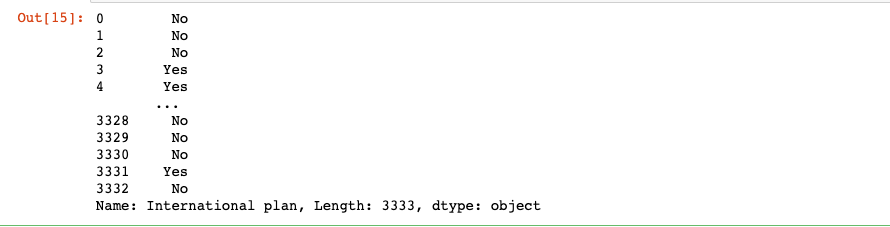 Out[15]: 0        No
1        No
2        No
3       Yes
4       Yes
...
3328     No
3329     No
3330     No
3331    Yes
3332     No
Name: International plan, Length: 3333, dtype: object